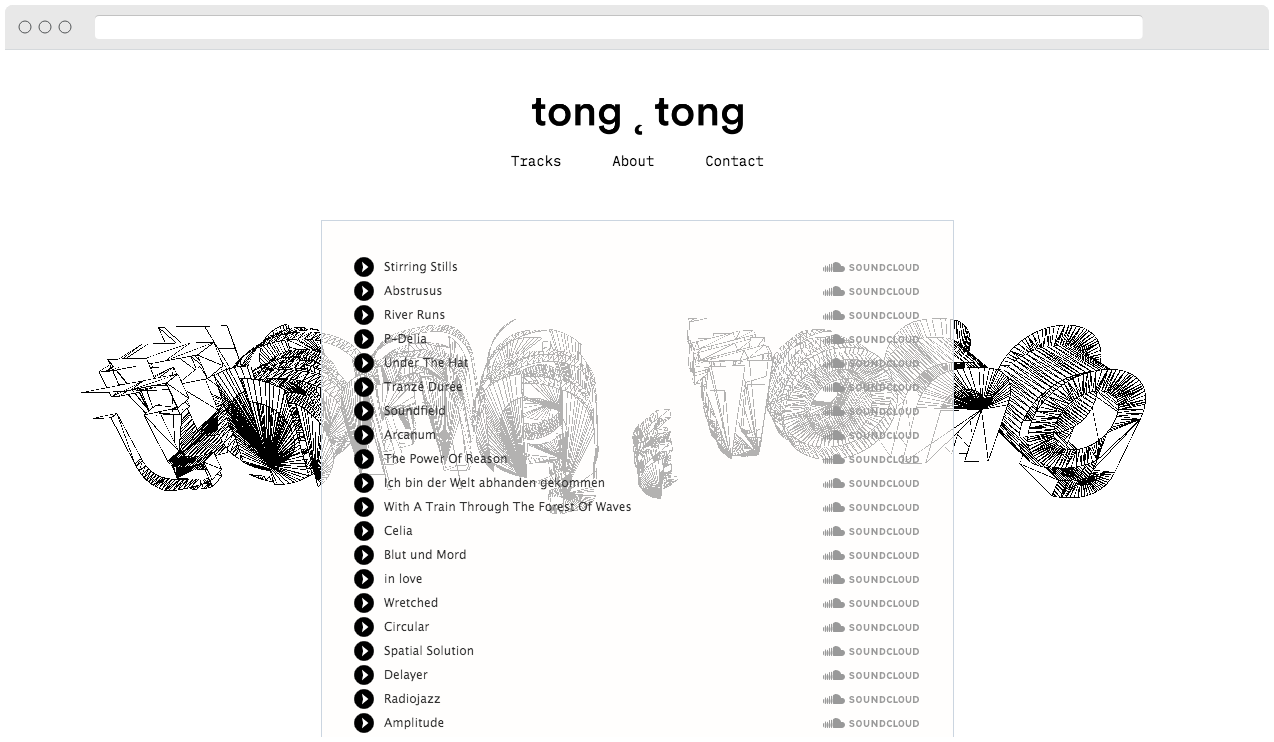 tong ˛ tong
Tracks About Contact
Stirring Stills SOUNDCLOUD
Abstrusus SOUNDCLOUD
River Runs SOUNDCLOUD
P-Delia SOUNDCLOUD
Under The Hat SOUNDCLOUD
Tranze Durée SOUNDCLOUD
Soundfield SOUNDCLOUD
Arcanum SOUNDCLOUD
The Power Of Reason SOUNDCLOUD
Ich bin der Welt abhanden gekommen SOUNDCLOUD
With A Train Through The Forest Of Waves SOUNDCLOUD
Celia SOUNDCLOUD
Blut und Mord SOUNDCLOUD
in love SOUNDCLOUD
Wretched SOUNDCLOUD
Circular SOUNDCLOUD
Spatial Solution SOUNDCLOUD
Delayer SOUNDCLOUD
Radiojazz SOUNDCLOUD
Amplitude SOUNDCLOUD